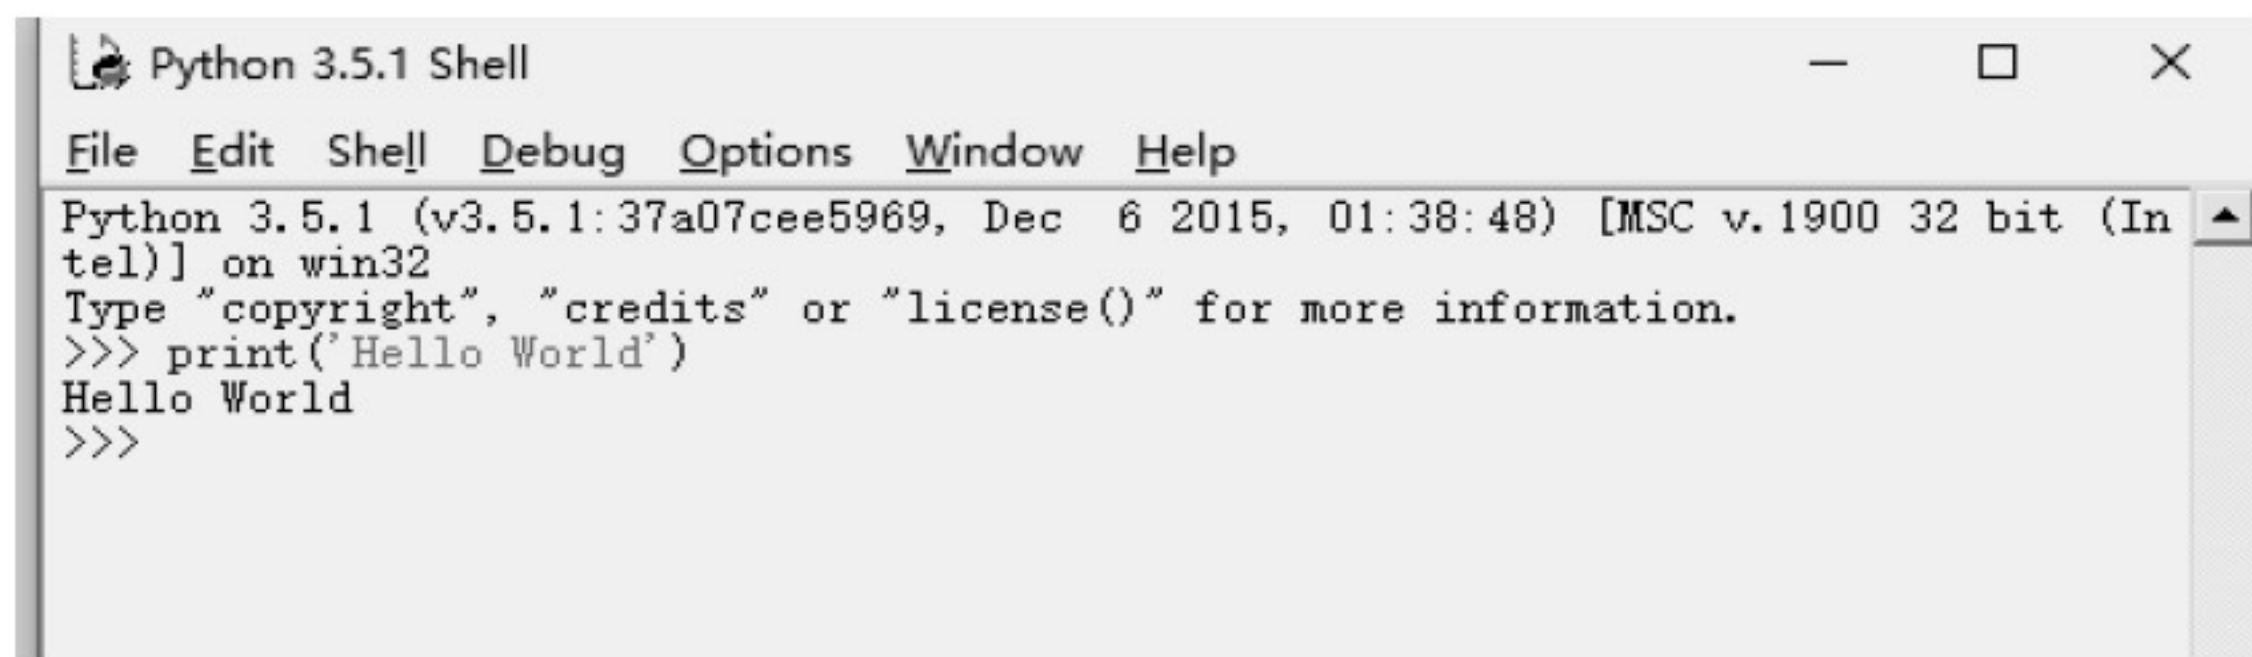 Python 3.5.1 Shell
File Edit Shell Debug Options Window Help
Python 3.5.1 (v3.5.1:37a07cee5969, Dec  6 2015, 01:38:48) [MSC v.1900 32 bit (In
tel)] on win32
Type "copyright", "credits" or "license()" for more information.
>>> print('Hello World')
Hello World
>>>